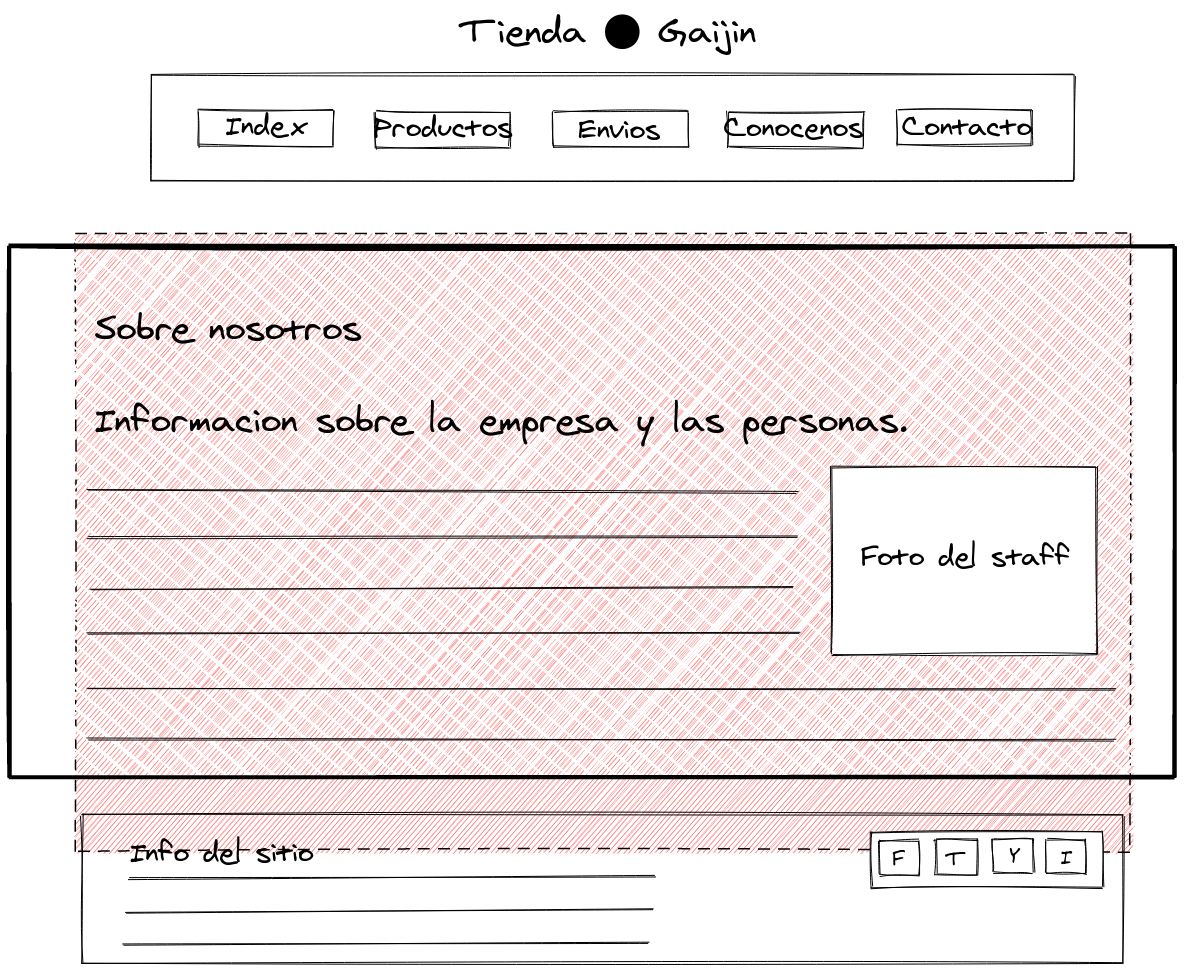 Tienda Gaijin
Index Productos Envios Conocenos Contacto
Sobre nosotros
Informacion sobre la empresa y las personas.
Foto del staff
Info del sitio
F T Y I